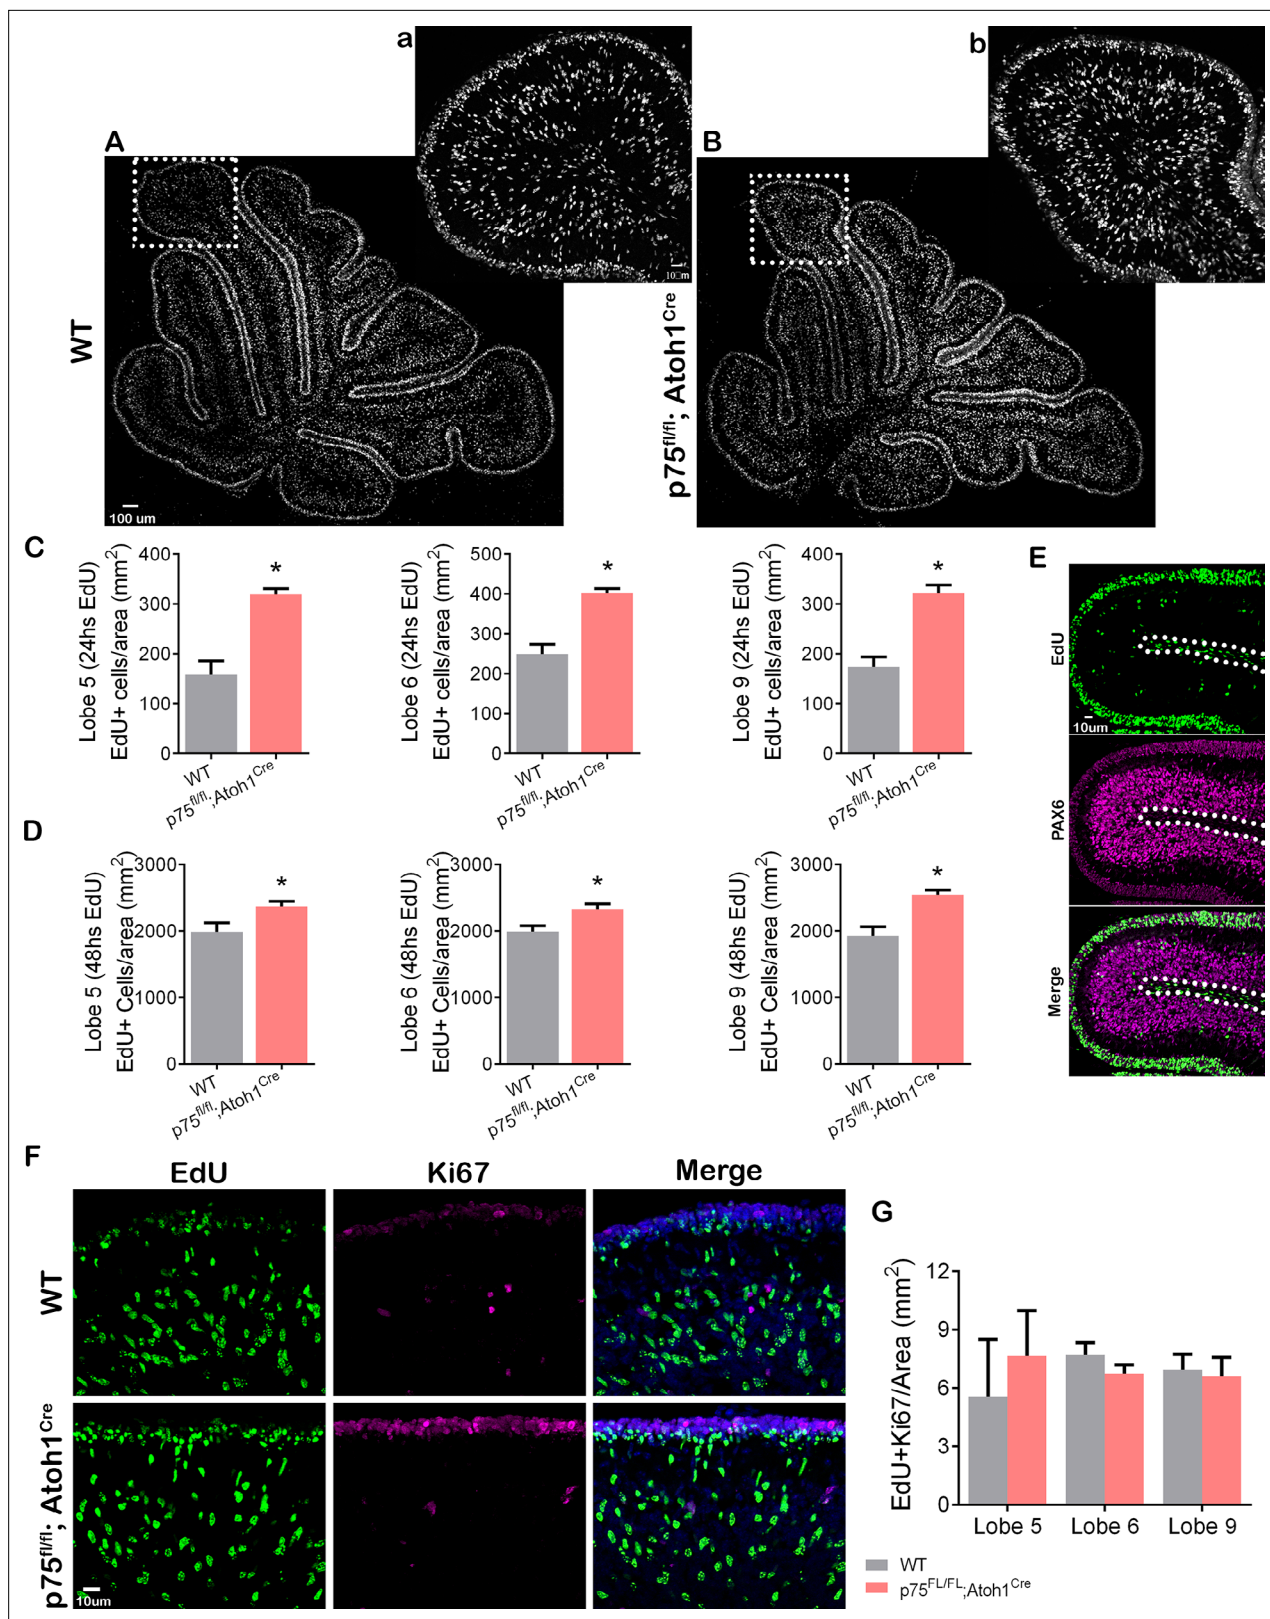 a
b
A
B
10□m
WT
p75fl/fl; Atoh1Cre
100 um
C
Lobe 5 (24hs EdU)
EdU+ cells/area (mm2)
400
300
200
100
0
*
WT
p75fl/fl;Atoh1Cre
Lobe 6 (24hs EdU)
EdU+ cells/area (mm2)
500
400
300
200
100
0
*
WT
p75fl/fl;Atoh1Cre
Lobe 9 (24hs EdU)
EdU+ cells/area (mm2)
400
300
200
100
0
*
WT
p75fl/fl;Atoh1Cre
D
Lobe 5 (48hs EdU)
EdU+ Cells/area (mm2)
3000
2000
1000
0
*
WT
p75fl/fl;Atoh1Cre
Lobe 6 (48hs EdU)
EdU+ Cells/area (mm2)
3000
2000
1000
0
*
WT
p75fl/fl;Atoh1Cre
Lobe 9 (48hs EdU)
EdU+ Cells/area (mm2)
3000
2000
1000
0
*
WT
p75fl/fl;Atoh1Cre
E
EdU
10um
PAX6
Merge
F
EdU Ki67 Merge
WT
p75fl/fl; Atoh1Cre
10um
G
EdU+Ki67/Area (mm2)
12
9
6
3
0
Lobe 5 Lobe 6 Lobe 9
WT
p75FL/FL;Atoh1Cre